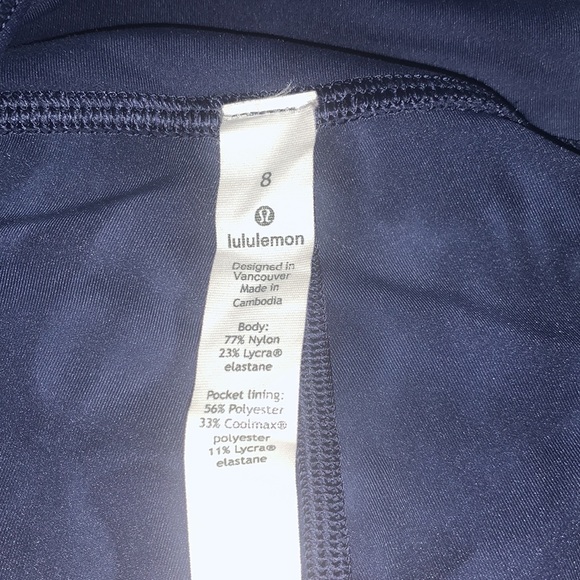 8
lululemon
Designed in
Vancouver
Made in
Cambodia
Body:
77% Nylon
23% Lycra®
elastane
Pocket lining:
56% Polyester
33% Coolmax®
polyester
11% Lycra®
elastane